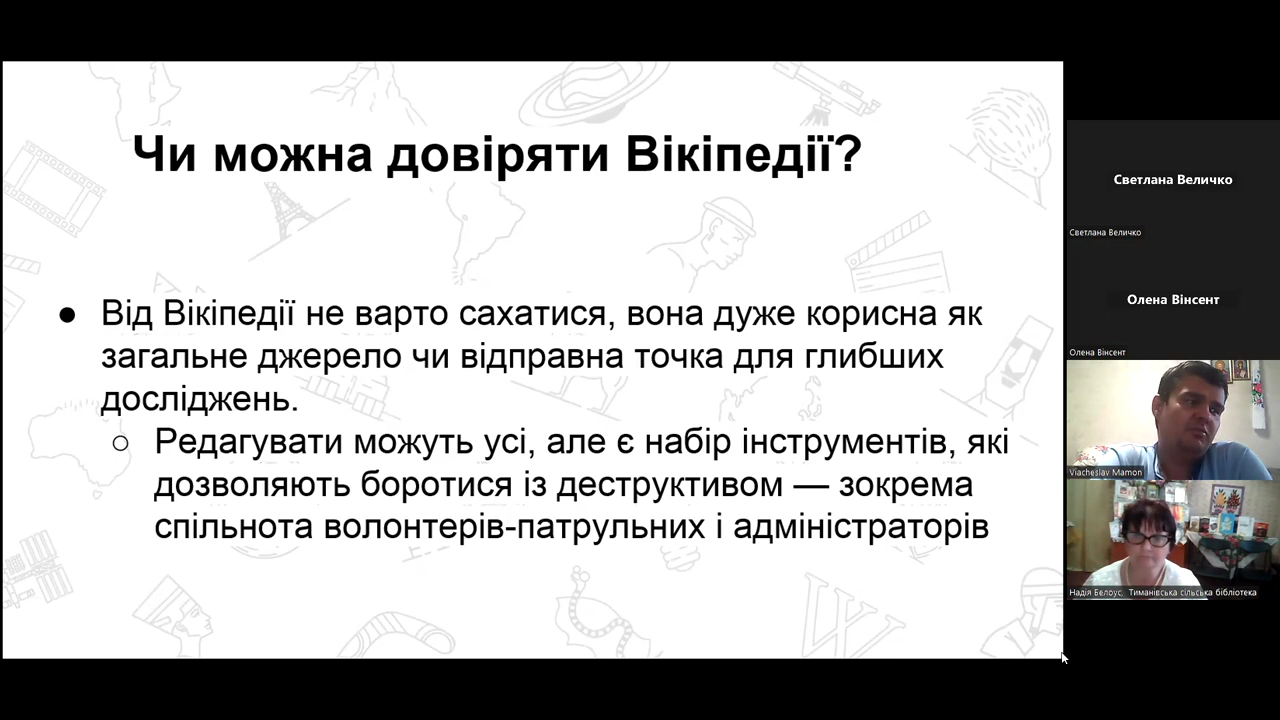 Чи можна довіряти Вікіпедії?
● Від Вікіпедії не варто сахатися, вона дуже корисна як
загальне джерело чи відправна точка для глибших
досліджень.
○ Редагувати можуть усі, але є набір інструментів, які
дозволяють боротися із деструктивом — зокрема
спільнота волонтерів-патрульних і адміністраторів
Светлана Величко
Светлана Величко
Олена Вінсент
Олена Вінсент
Viacheslav Mamon
Надія Белоус, Тиманівська сільська бібліотека